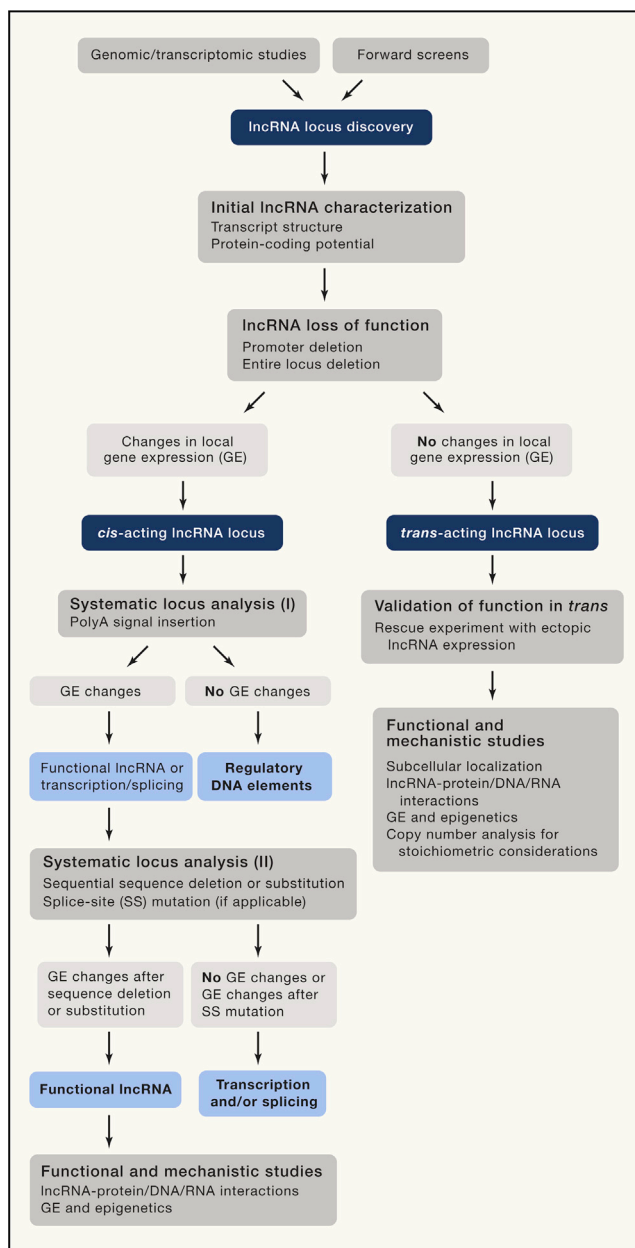 Genomic/transcriptomic studies
Forward screens
lncRNA locus discovery
Initial lncRNA characterization
Transcript structure
Protein-coding potential
lncRNA loss of function
Promoter deletion
Entire locus deletion
Changes in local
gene expression (GE)
No changes in local
gene expression (GE)
cis-acting lncRNA locus
trans-acting lncRNA locus
Systematic locus analysis (I)
PolyA signal insertion
Validation of function in trans
Rescue experiment with ectopic
lncRNA expression
GE changes
No GE changes
Functional lncRNA or
transcription/splicing
Regulatory
DNA elements
Functional and
mechanistic studies
Subcellular localization
lncRNA-protein/DNA/RNA
interactions
GE and epigenetics
Copy number analysis for
stoichiometric considerations
Systematic locus analysis (II)
Sequential sequence deletion or substitution
Splice-site (SS) mutation (if applicable)
GE changes after
sequence deletion
or substitution
No GE changes or
GE changes after
SS mutation
Functional lncRNA
Transcription
and/or splicing
Functional and mechanistic studies
lncRNA-protein/DNA/RNA interactions
GE and epigenetics